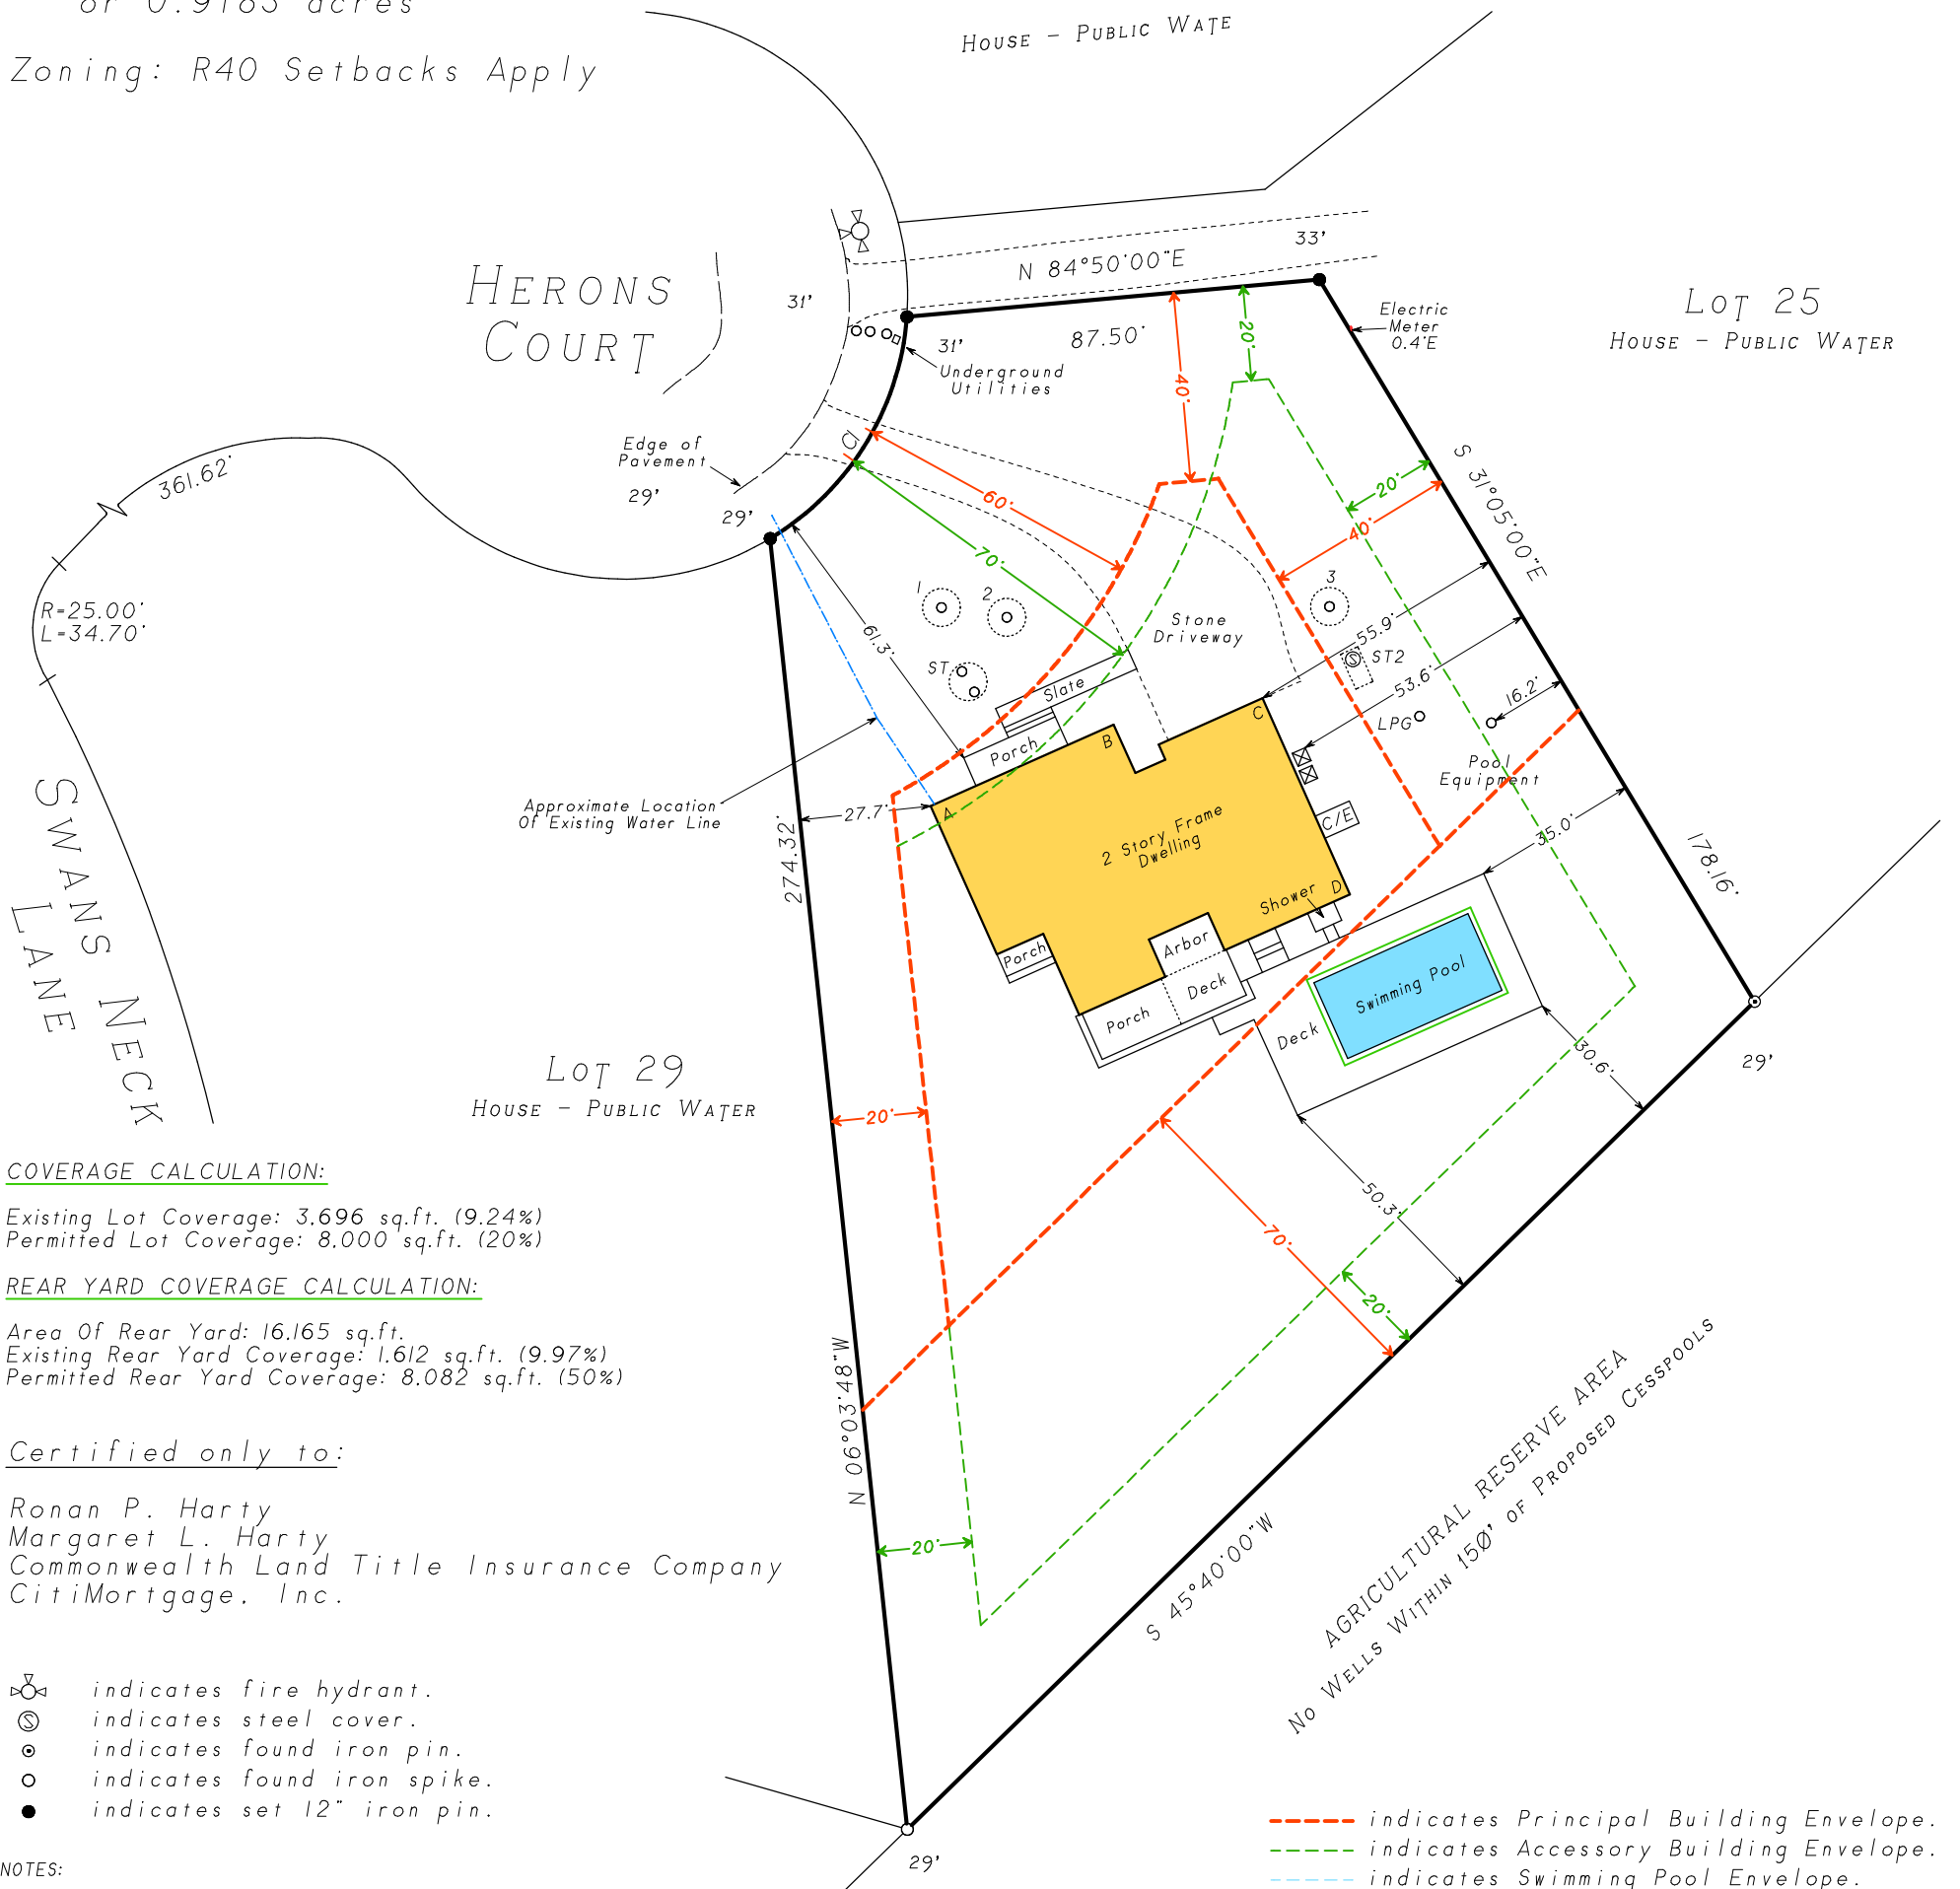 or 0.9183 acres
Zoning: R40 Setbacks Apply
HOUSE - PUBLIC WATE
HERONS
COURT
31'
31'
33'
N 84°50'00"E
87.50'
Underground
Utilities
Electric
Meter
0.4'E
LOT 25
HOUSE - PUBLIC WATER
20'
40'
Edge of
Pavement
29'
29'
361.62'
R=25.00'
L=34.70'
60'
70'
20'
40'
S 31°05'00"E
178.16'
61.3'
1
2
3
ST
ST2
Stone
Driveway
55.9'
53.6'
16.2'
LPG
Pool
Equipment
35.0'
Slate
Porch
A
B
C
D
C/E
2 Story Frame
Dwelling
Shower
Arbor
Deck
Porch
Porch
Swimming Pool
Deck
30.6'
29'
Approximate Location
Of Existing Water Line
27.7'
274.32'
N 06°03'48"W
SWANS NECK
LANE
LOT 29
HOUSE - PUBLIC WATER
20'
50.3'
70'
20'
20'
S 45°40'00"W
AGRICULTURAL RESERVE AREA
NO WELLS WITHIN 150' OF PROPOSED CESSPOOLS
29'
COVERAGE CALCULATION:
Existing Lot Coverage: 3,696 sq.ft. (9.24%)
Permitted Lot Coverage: 8,000 sq.ft. (20%)
REAR YARD COVERAGE CALCULATION:
Area Of Rear Yard: 16,165 sq.ft.
Existing Rear Yard Coverage: 1,612 sq.ft. (9.97%)
Permitted Rear Yard Coverage: 8,082 sq.ft. (50%)
Certified only to:
Ronan P. Harty
Margaret L. Harty
Commonwealth Land Title Insurance Company
CitiMortgage, Inc.
indicates fire hydrant.
S indicates steel cover.
indicates found iron pin.
indicates found iron spike.
indicates set 12" iron pin.
NOTES:
indicates Principal Building Envelope.
indicates Accessory Building Envelope.
indicates Swimming Pool Envelope.